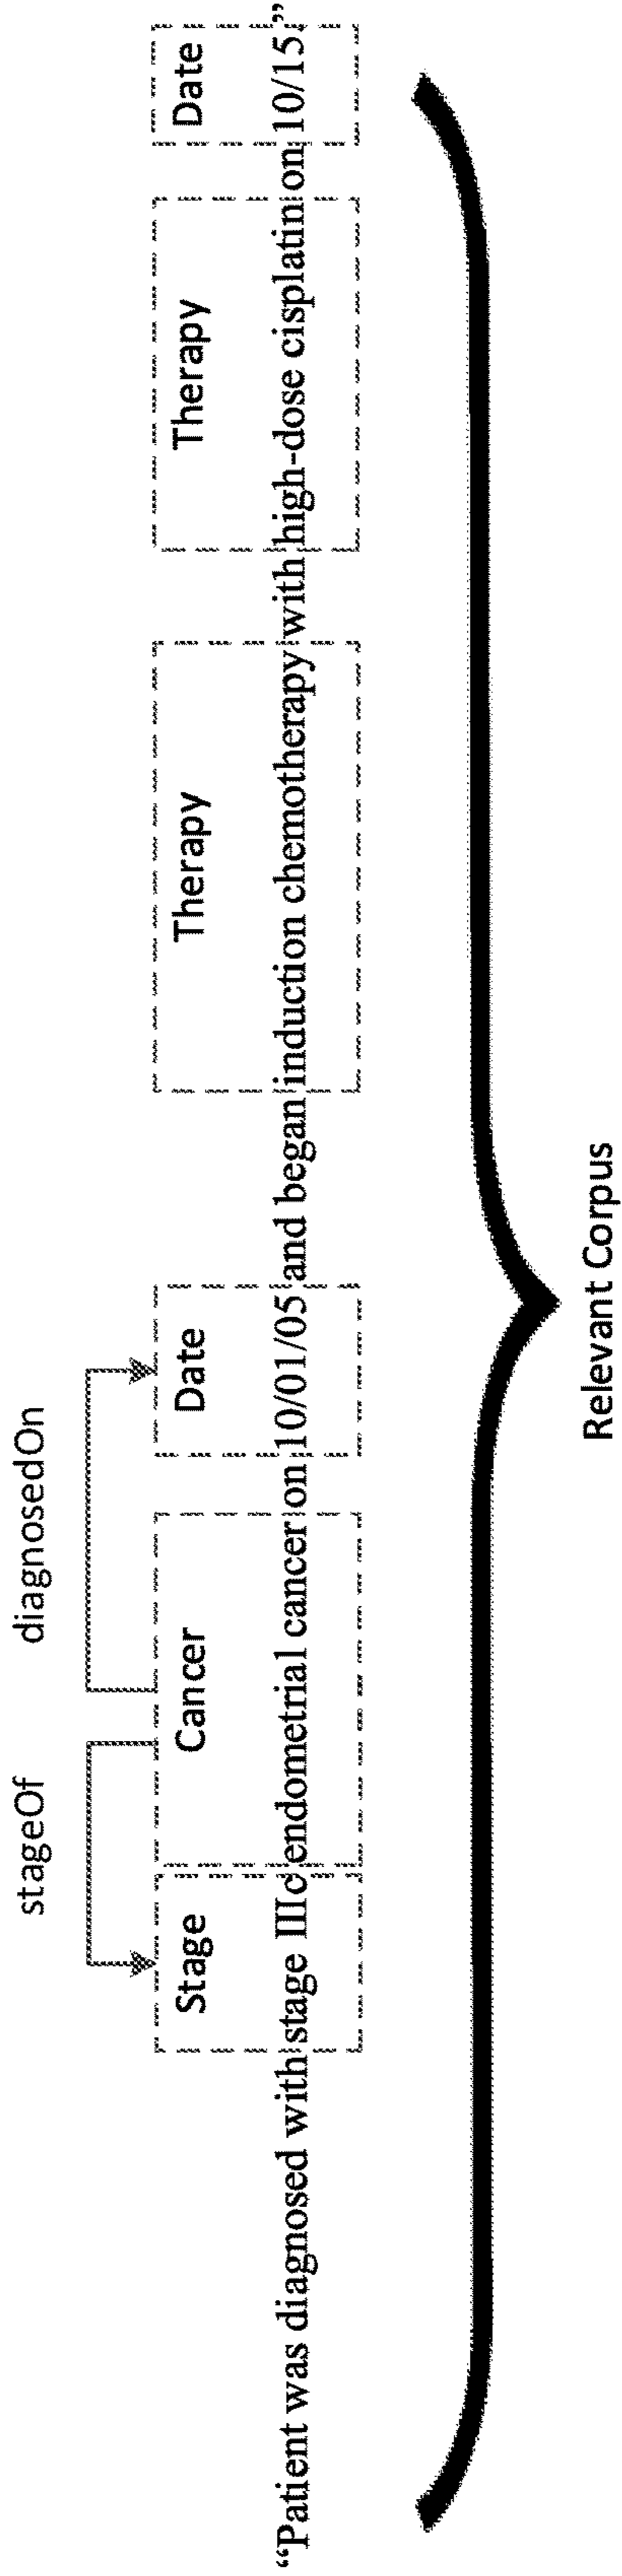 stageOf diagnosedOn
Stage Cancer Date Therapy Therapy Date
“Patient was diagnosed with stage IIIc endometrial cancer on 10/01/05 and began induction chemotherapy with high-dose cisplatin on 10/15.”
Relevant Corpus